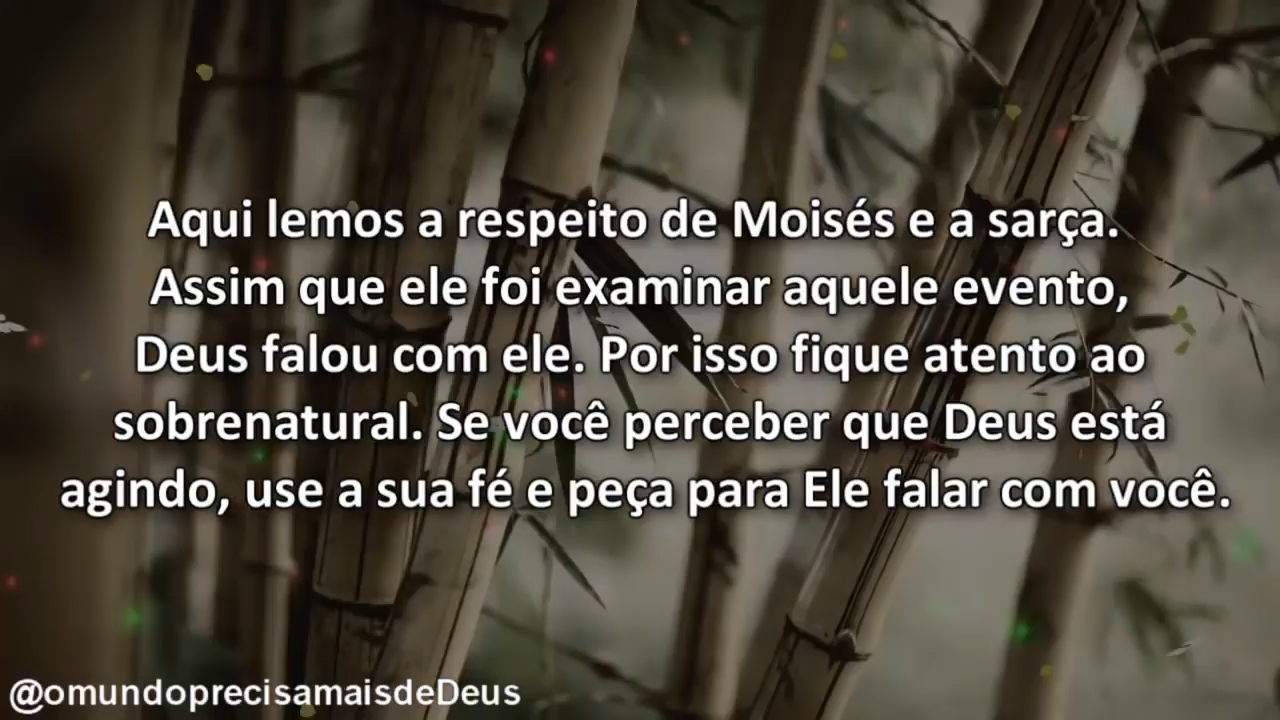 Aqui lemos a respeito de Moisés e a sarça.
Assim que ele foi examinar aquele evento,
Deus falou com ele. Por isso fique atento ao
sobrenatural. Se você perceber que Deus está
agindo, use a sua fé e peça para Ele falar com você.
@omundoprecisamaisdeDeus